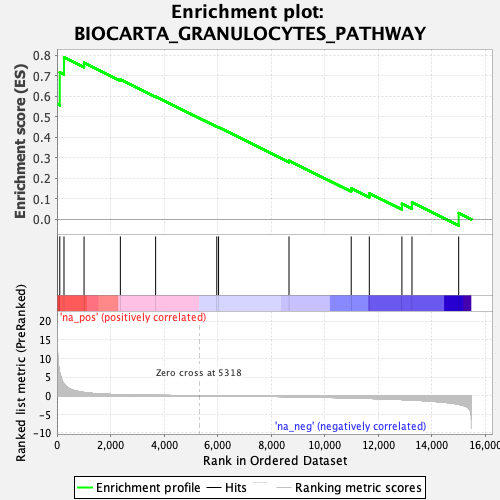 Enrichment plot:
BIOCARTA_GRANULOCYTES_PATHWAY
Enrichment score (ES)
0.8
0.7
0.6
0.5
0.4
0.3
0.2
0.1
0.0
'na_pos' (positively correlated)
Ranked list metric (PreRanked)
20
15
10
5
0
-5
-10
Zero cross at 5318
'na_neg' (negatively correlated)
0
2,000
4,000
6,000
8,000
10,000
12,000
14,000
16,000
Rank in Ordered Dataset
Enrichment profile
Hits
Ranking metric scores